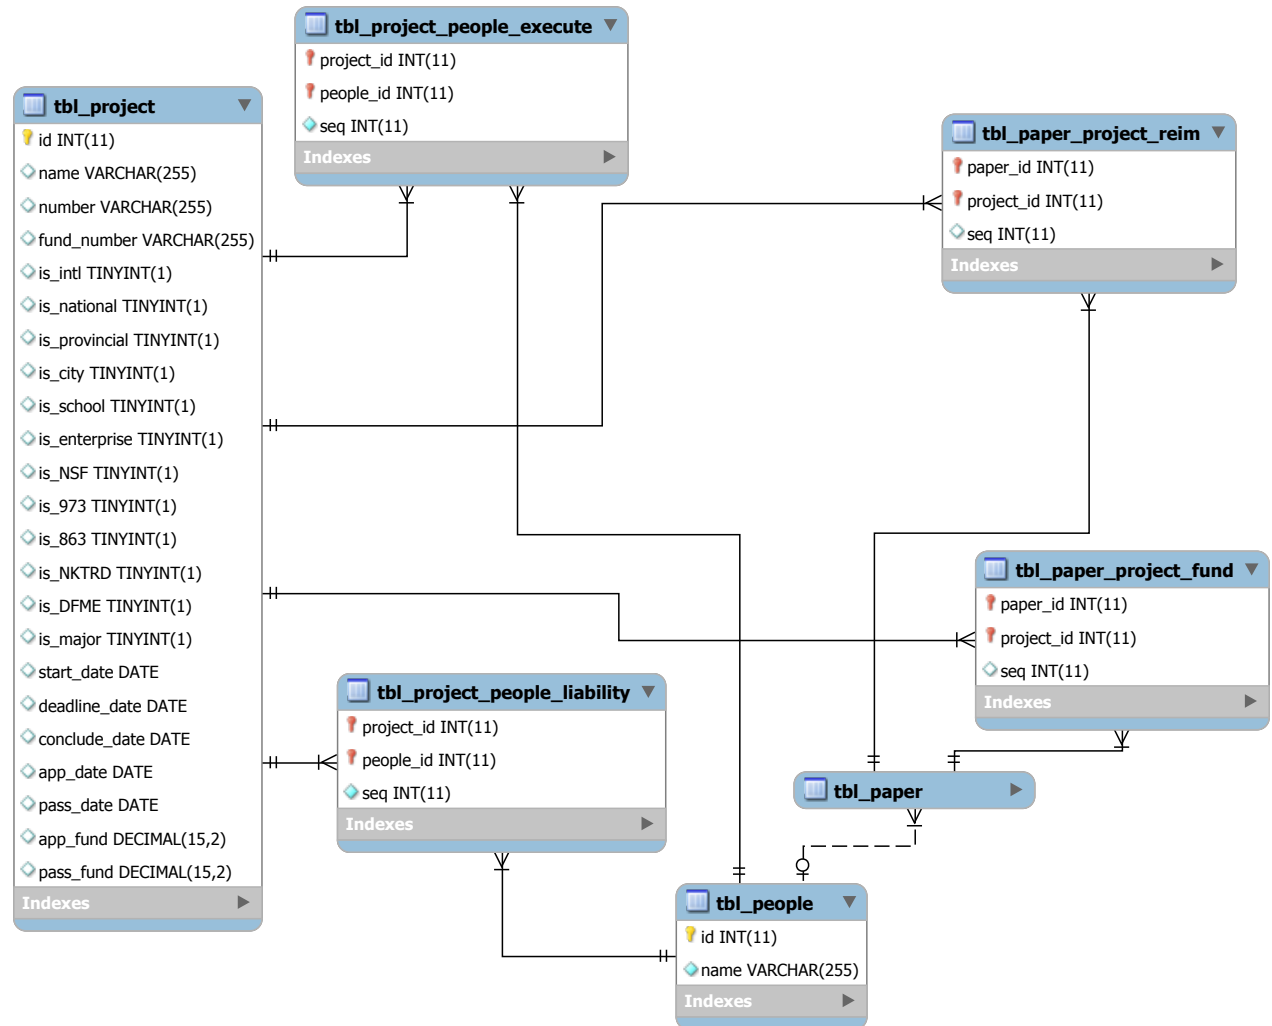 tbl_project_people_execute
project_id INT(11)
people_id INT(11)
seq INT(11)
Indexes
tbl_project
id INT(11)
name VARCHAR(255)
number VARCHAR(255)
fund_number VARCHAR(255)
is_intl TINYINT(1)
is_national TINYINT(1)
is_provincial TINYINT(1)
is_city TINYINT(1)
is_school TINYINT(1)
is_enterprise TINYINT(1)
is_NSF TINYINT(1)
is_973 TINYINT(1)
is_863 TINYINT(1)
is_NKTRD TINYINT(1)
is_DFME TINYINT(1)
is_major TINYINT(1)
start_date DATE
deadline_date DATE
conclude_date DATE
app_date DATE
pass_date DATE
app_fund DECIMAL(15,2)
pass_fund DECIMAL(15,2)
Indexes
tbl_paper_project_reim
paper_id INT(11)
project_id INT(11)
seq INT(11)
Indexes
tbl_paper_project_fund
paper_id INT(11)
project_id INT(11)
seq INT(11)
Indexes
tbl_project_people_liability
project_id INT(11)
people_id INT(11)
seq INT(11)
Indexes
tbl_paper
tbl_people
id INT(11)
name VARCHAR(255)
Indexes